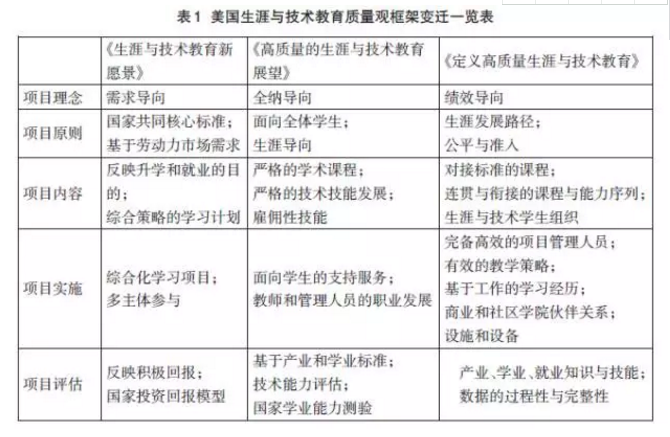 表1 美国生涯与技术教育质量观框架变迁一览表
《生涯与技术教育新愿景》
《高质量的生涯与技术教育展望》
《定义高质量生涯与技术教育》
项目理念
需求导向
全纳导向
绩效导向
项目原则
国家共同核心标准；
基于劳动力市场需求
面向全体学生；
生涯导向
生涯发展路径；
公平与准入
项目内容
反映升学和就业的目的；
综合策略的学习计划
严格的学术课程；
严格的技术技能发展；
雇佣性技能
对接标准的课程；
连贯与衔接的课程与能力序列；
生涯与技术学生组织
项目实施
综合化学习项目；
多主体参与
面向学生的支持服务；
教师和管理人员的职业发展
完备高效的项目管理人员；
有效的教学策略；
基于工作的学习经历；
商业和社区学院伙伴关系；
设施和设备
项目评估
反映积极回报；
国家投资回报模型
基于产业和学业标准；
技术能力评估；
国家学业能力测验
产业、学业、就业知识与技能；
数据的过程性与完整性